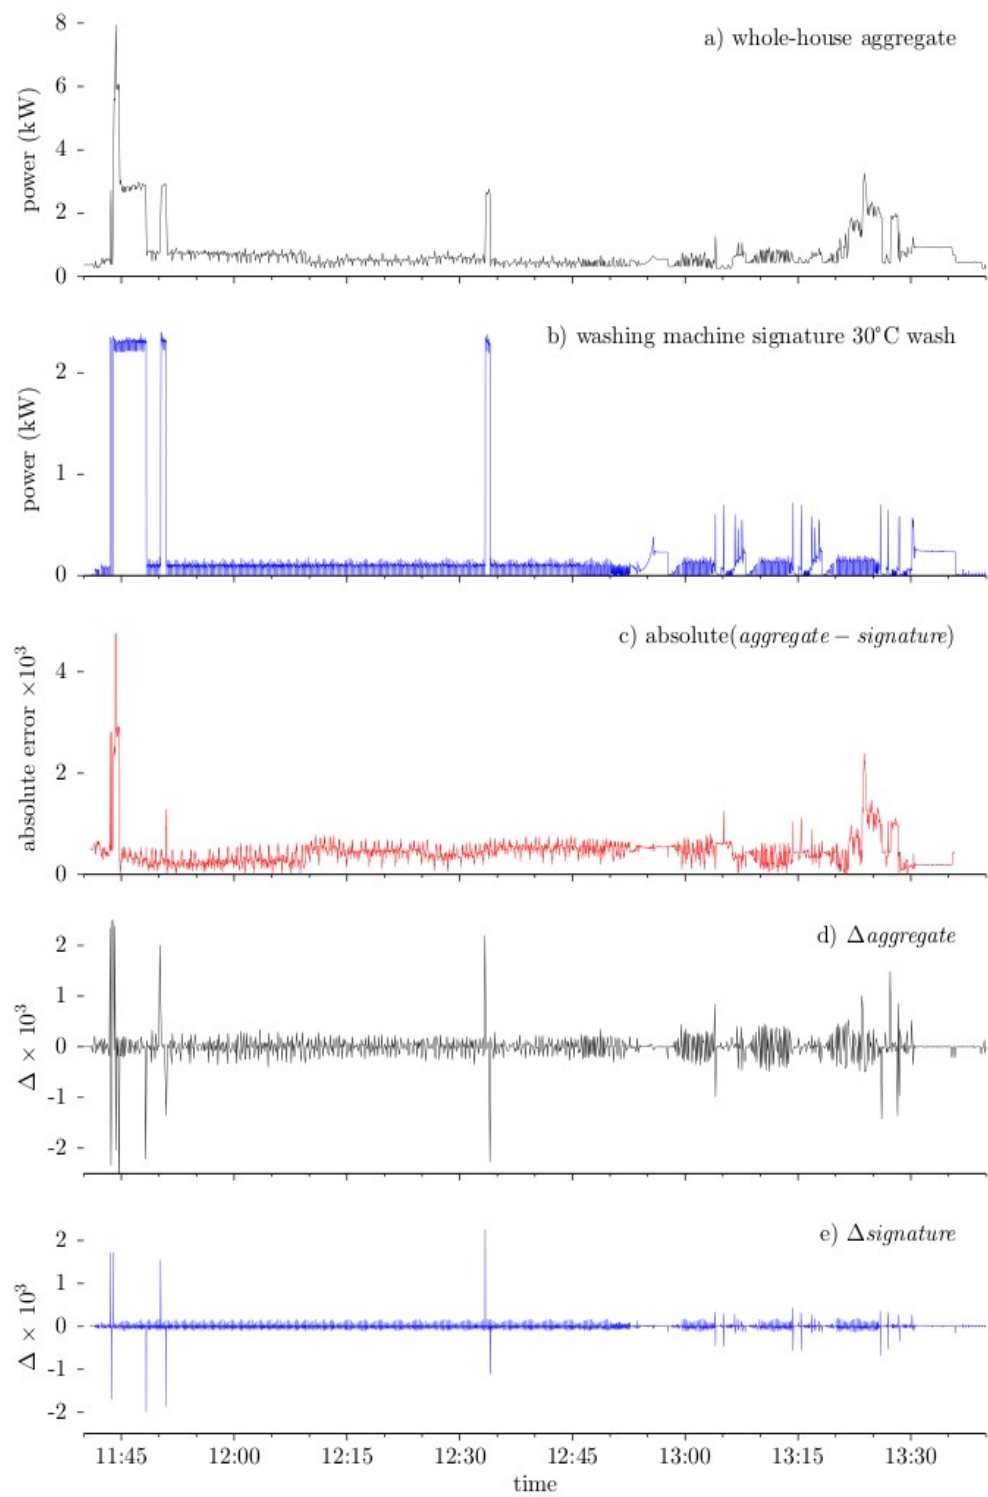 a) whole-house aggregate
power (kW)
8
6
4
2
0
b) washing machine signature 30°C wash
power (kW)
2
1
0
c) absolute(aggregate − signature)
absolute error ×10³
4
2
0
d) Δaggregate
Δ × 10³
2
1
0
-1
-2
e) Δsignature
Δ × 10³
2
1
0
-1
-2
11:45 12:00 12:15 12:30 12:45 13:00 13:15 13:30
time